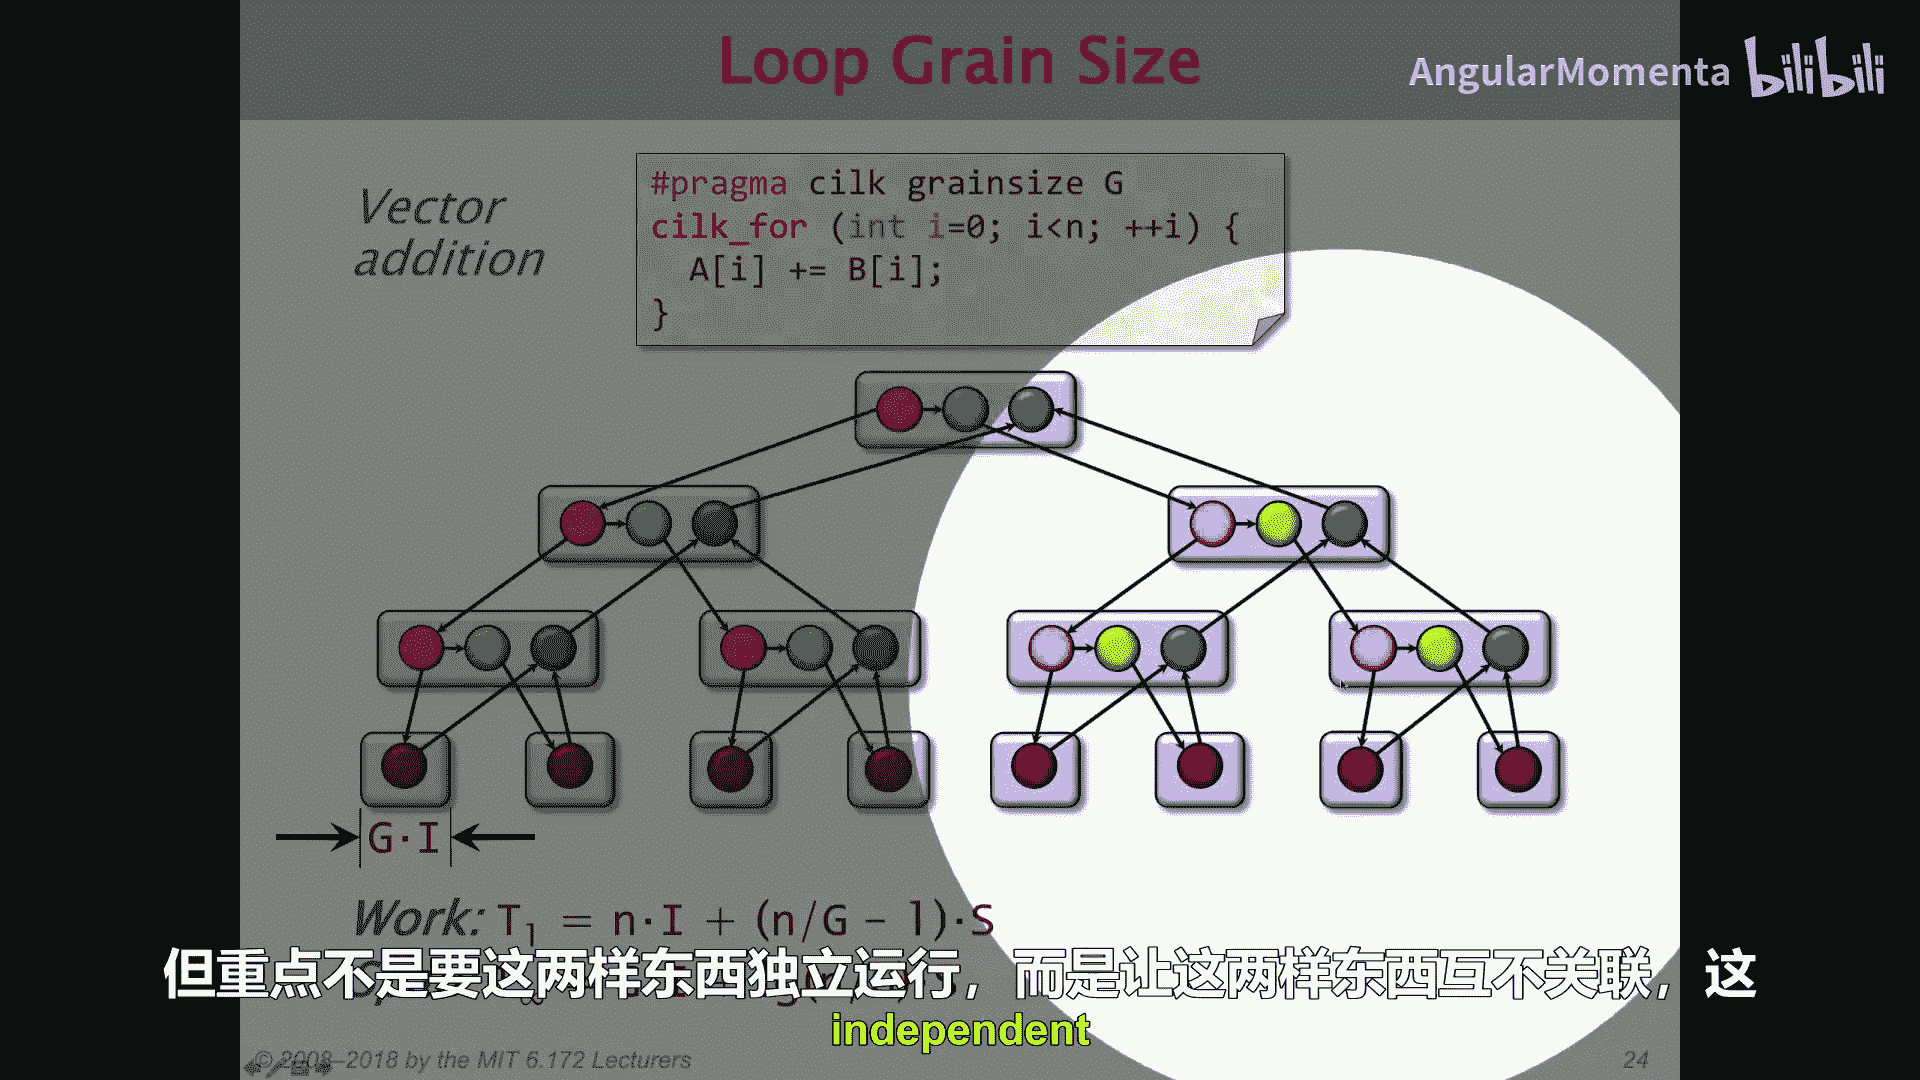 Loop Grain Size
AngularMomenta bilibili
Vector
addition
#pragma cilk grainsize G
cilk_for (int i=0; i<n; ++i) {
A[i] += B[i];
}
G·I
Work: T1 = n·I + (n/G − 1)·S
但重点不是要这两样东西独立运行，而是让这两样东西互不关联，这
independent
© 2008–2018 by the MIT 6.172 Lecturers
24